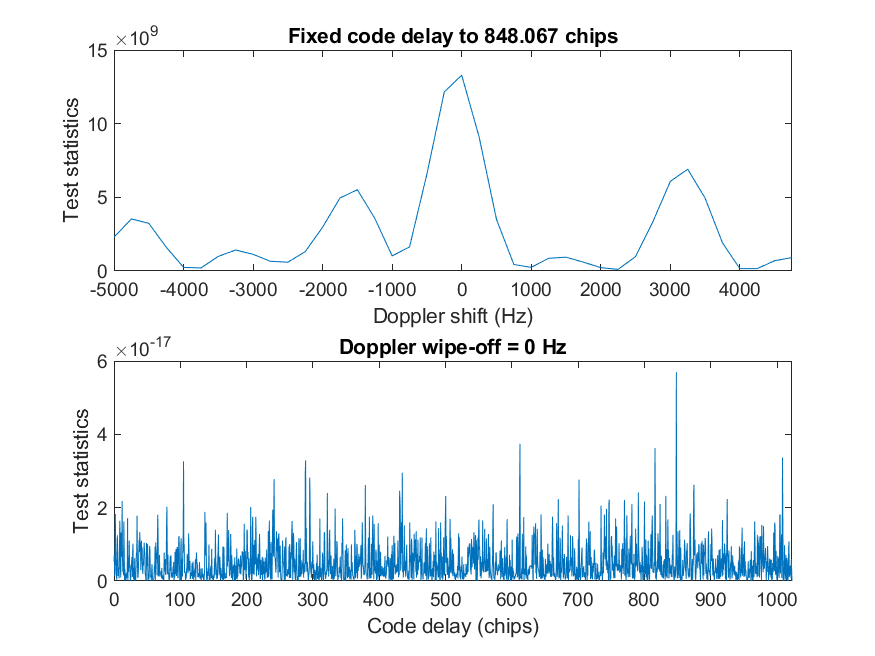 Fixed code delay to 848.067 chips
×10^9
15
10
5
0
Test statistics
-5000 -4000 -3000 -2000 -1000 0 1000 2000 3000 4000
Doppler shift (Hz)
Doppler wipe-off = 0 Hz
×10^-17
6
4
2
0
Test statistics
0 100 200 300 400 500 600 700 800 900 1000
Code delay (chips)